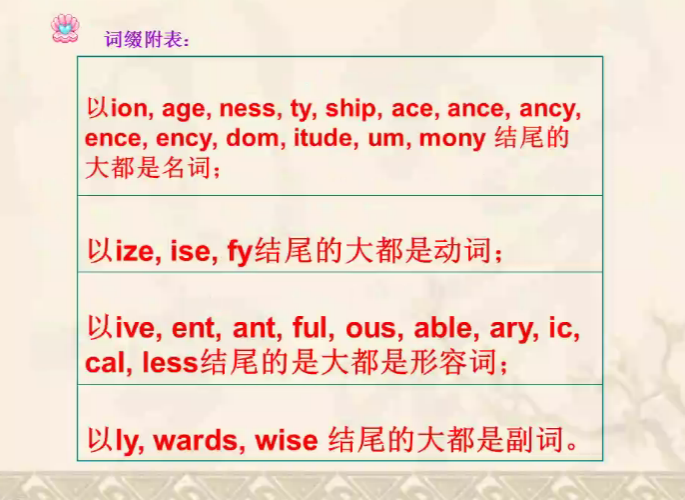 词缀附表:
以ion, age, ness, ty, ship, ace, ance, ancy,
ence, ency, dom, itude, um, mony 结尾的
大都是名词;
以ize, ise, fy结尾的大都是动词;
以ive, ent, ant, ful, ous, able, ary, ic,
cal, less结尾的是大都是形容词;
以ly, wards, wise 结尾的大都是副词。